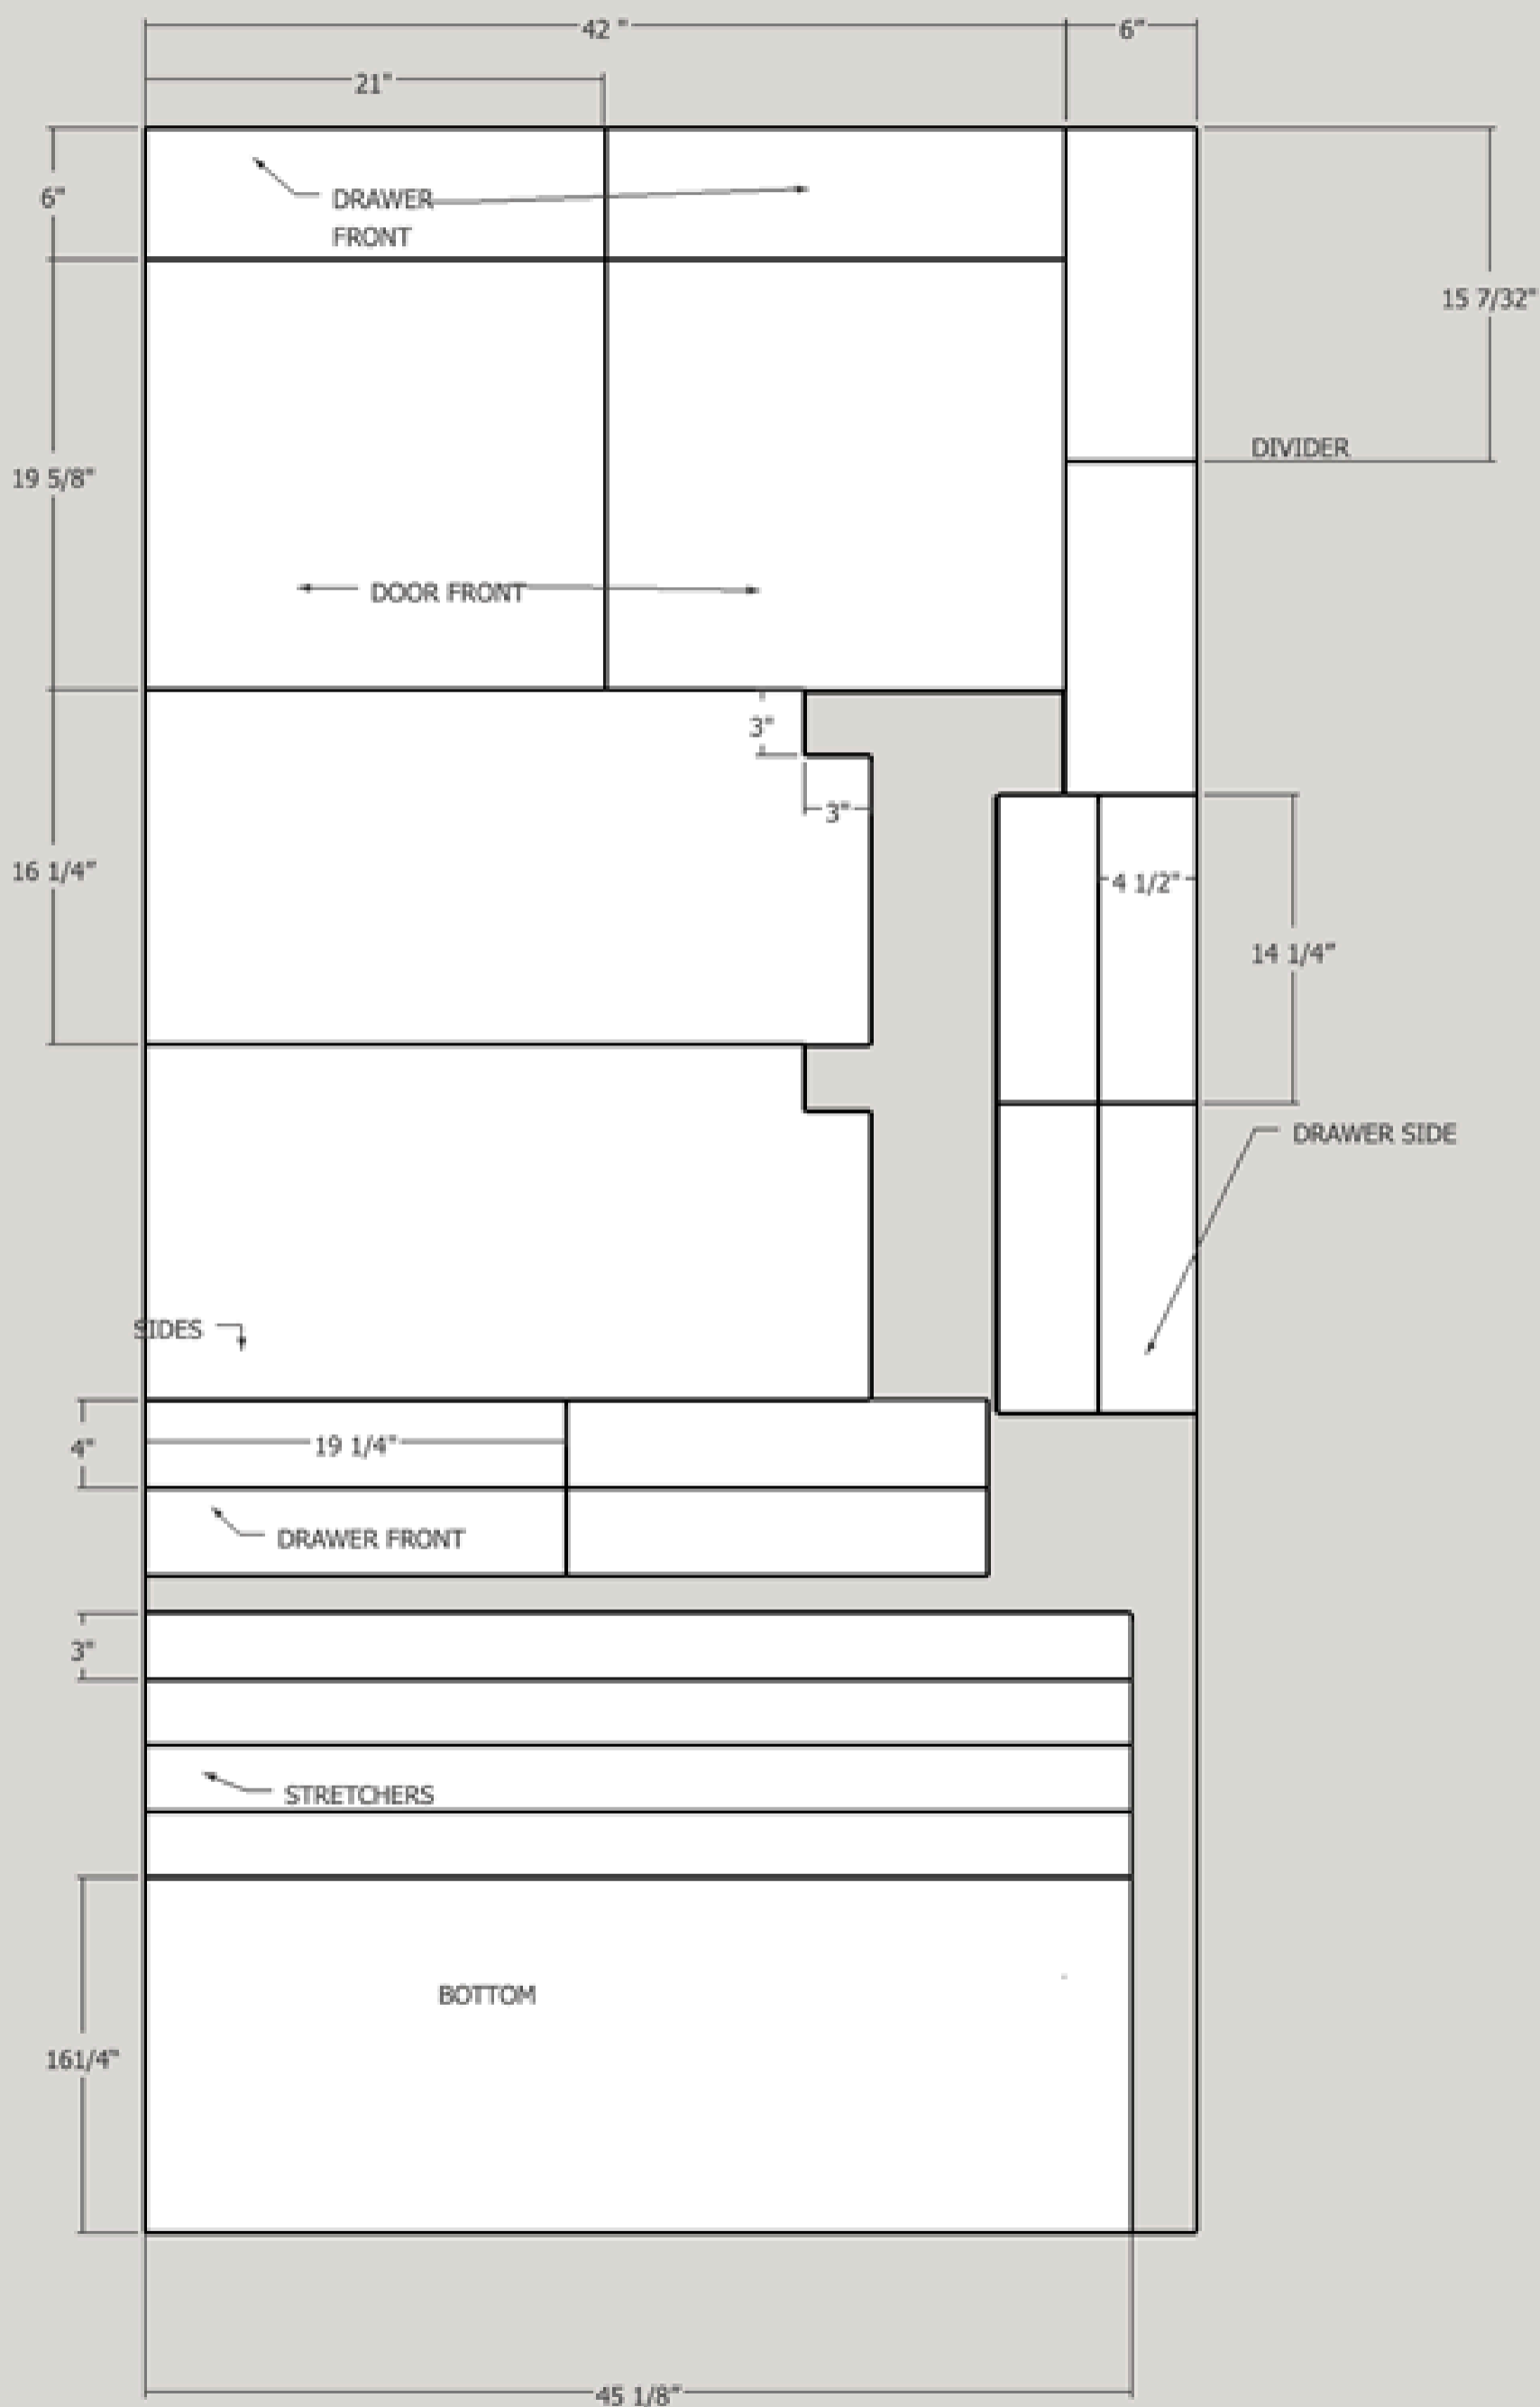 42 "
6"
21"
6"
DRAWER
FRONT
15 7/32"
DIVIDER
19 5/8"
DOOR FRONT
3"
3"
16 1/4"
4 1/2"
14 1/4"
DRAWER SIDE
SIDES
4"
19 1/4"
DRAWER FRONT
3"
STRETCHERS
BOTTOM
161/4"
45 1/8"